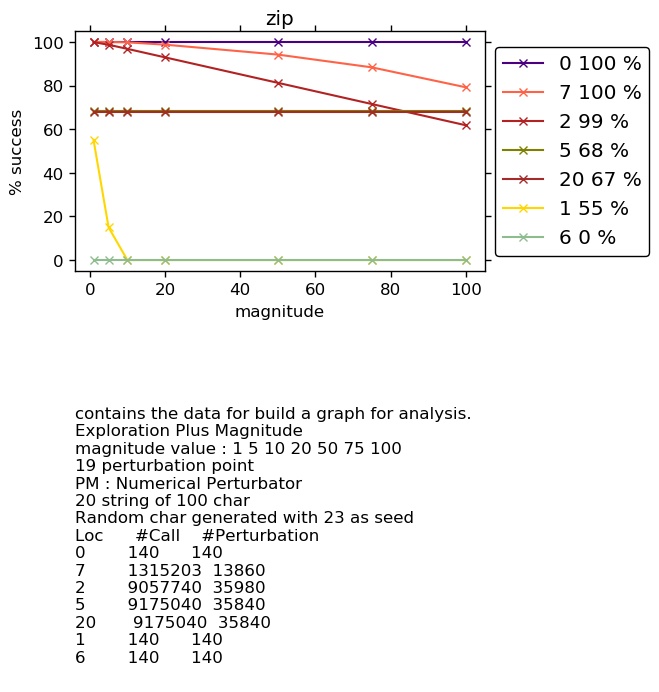 zip
100
80
60
40
20
0
% success
0 20 40 60 80 100
magnitude
0 100 %
7 100 %
2 99 %
5 68 %
20 67 %
1 55 %
6 0 %
contains the data for build a graph for analysis.
Exploration Plus Magnitude
magnitude value : 1 5 10 20 50 75 100
19 perturbation point
PM : Numerical Perturbator
20 string of 100 char
Random char generated with 23 as seed
Loc #Call #Perturbation
0 140 140
7 1315203 13860
2 9057740 35980
5 9175040 35840
20 9175040 35840
1 140 140
6 140 140